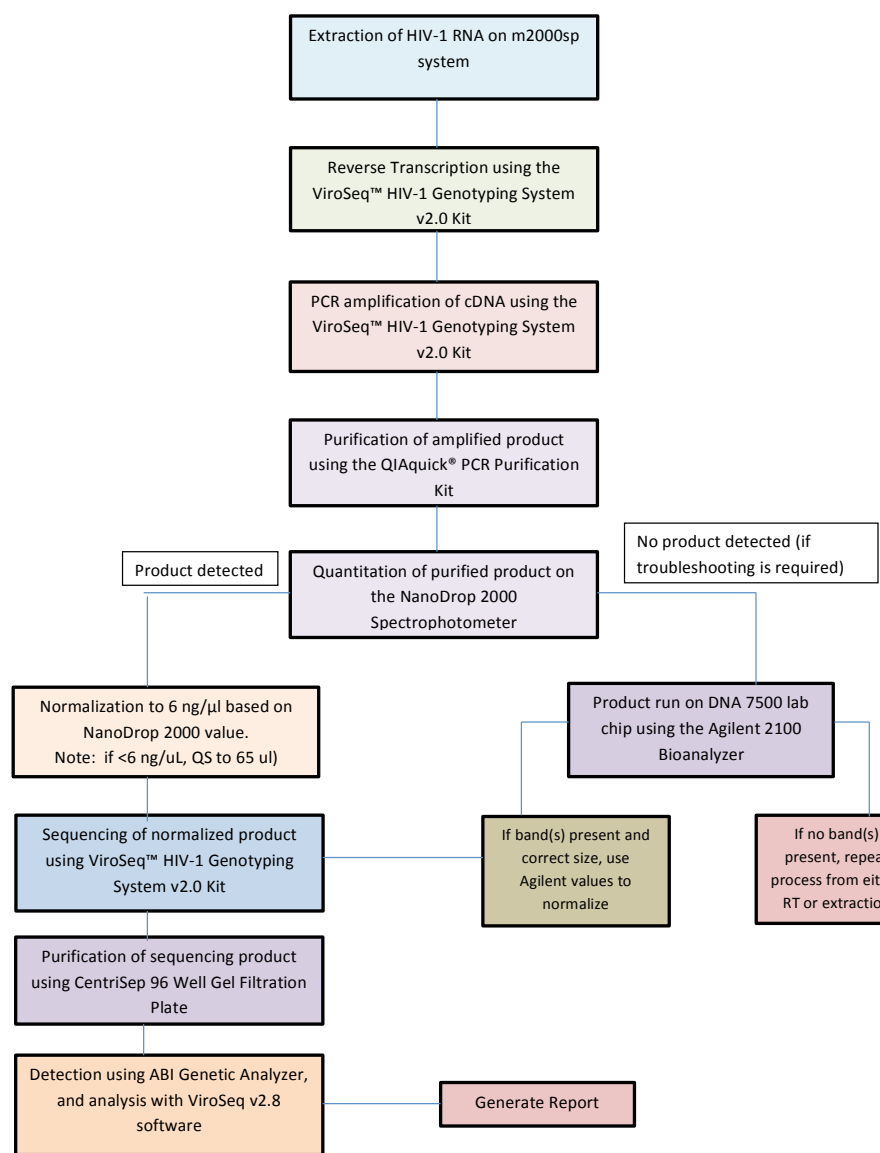 Extraction of HIV-1 RNA on m2000sp
system
Reverse Transcription using the
ViroSeq™ HIV-1 Genotyping System
v2.0 Kit
PCR amplification of cDNA using the
ViroSeq™ HIV-1 Genotyping System
v2.0 Kit
Purification of amplified product
using the QIAquick® PCR Purification
Kit
Product detected
Quantitation of purified product on
the NanoDrop 2000
Spectrophotometer
No product detected (if
troubleshooting is required)
Normalization to 6 ng/µl based on
NanoDrop 2000 value.
Note:  if <6 ng/uL, QS to 65 ul)
Product run on DNA 7500 lab
chip using the Agilent 2100
Bioanalyzer
Sequencing of normalized product
using ViroSeq™ HIV-1 Genotyping
System v2.0 Kit
If band(s) present and
correct size, use
Agilent values to
normalize
If no band(s)
present,
process from
RT or
Purification of sequencing product
using CentriSep 96 Well Gel Filtration
Plate
Detection using ABI Genetic Analyzer,
and analysis with ViroSeq v2.8
software
Generate Report